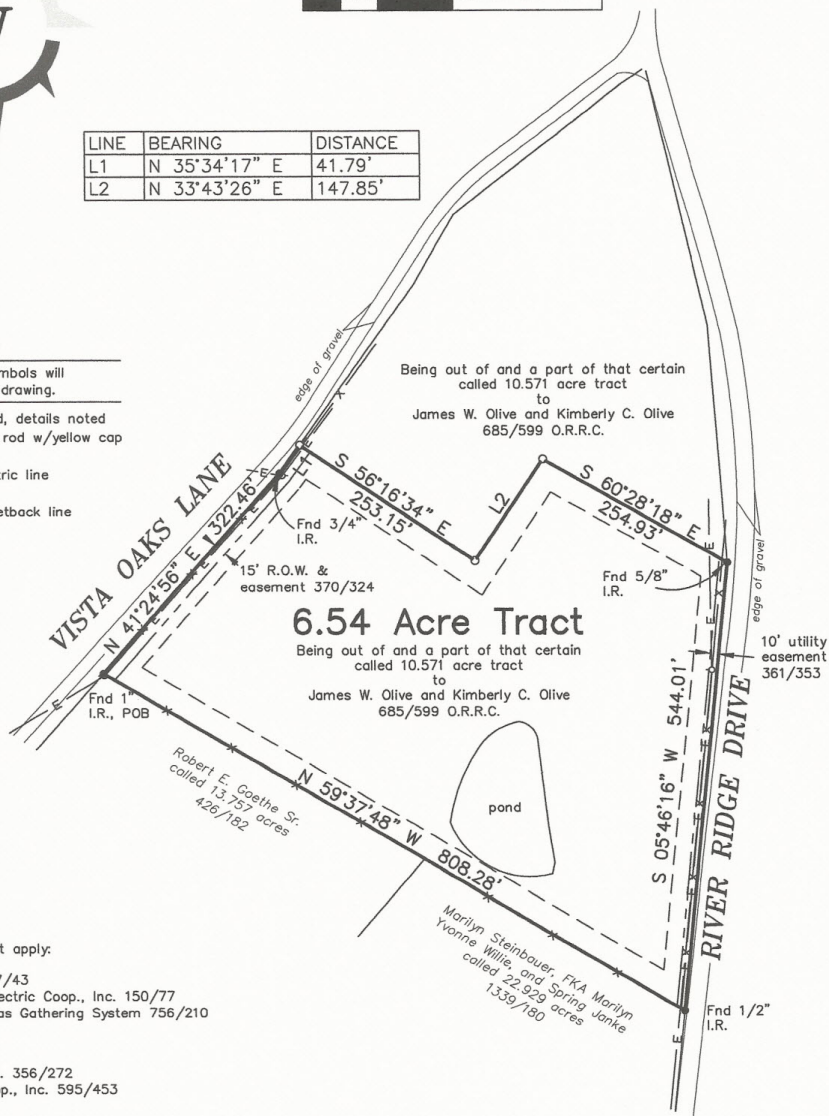 LINE BEARING DISTANCE
L1 N 35°34'17" E 41.79'
L2 N 33°43'26" E 147.85'
mbols will
drawing.
d, details noted
rod w/yellow cap
tric line
etback line
edge of gravel
Being out of and a part of that certain
called 10.571 acre tract
to
James W. Olive and Kimberly C. Olive
685/599 O.R.R.C.
VISTA OAKS LANE
N 41°24'56" E 322.46'
L1
Fnd 3/4"
I.R.
S 56°16'34" E
253.15'
L2
S 60°28'18" E
254.93'
Fnd 5/8"
I.R.
edge of gravel
15' R.O.W. &
easement 370/324
6.54 Acre Tract
Being out of and a part of that certain
called 10.571 acre tract
to
James W. Olive and Kimberly C. Olive
685/599 O.R.R.C.
10' utility
easement
361/353
Fnd 1"
I.R., POB
S 05°46'16" W 544.01'
RIVER RIDGE DRIVE
Robert E. Goethe Sr.
called 13.757 acres
426/182
N 59°37'48" W 808.28'
pond
Marilyn Steinbauer, FKA Marilyn
Yvonne Willie, and Spring Janke
called 22.929 acres
1339/180
Fnd 1/2"
I.R.
t apply:
7/43
ectric Coop., Inc. 150/77
as Gathering System 756/210
. 356/272
p., Inc. 595/453